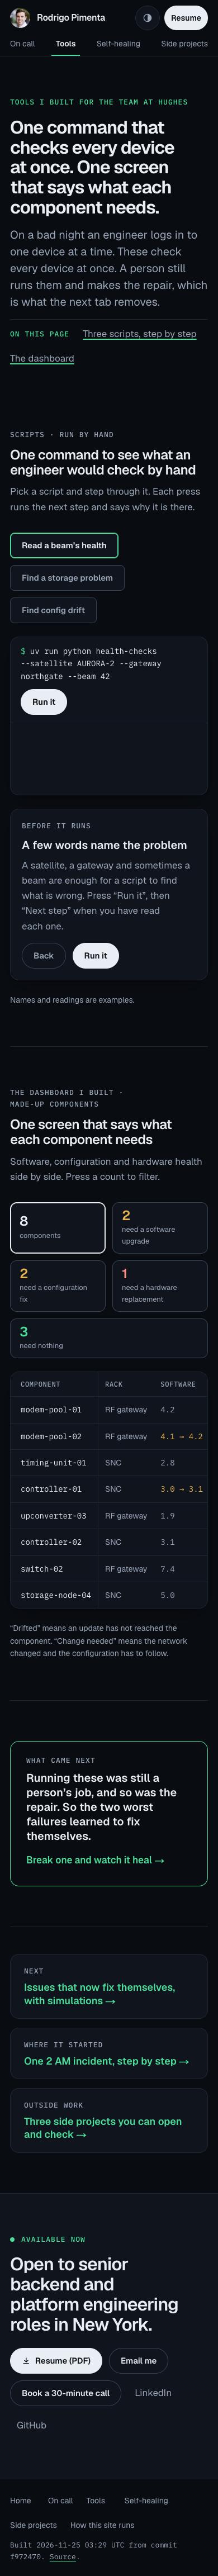 Rodrigo Pimenta
Resume
On call
Tools
Self-healing
Side projects
TOOLS I BUILT FOR THE TEAM AT HUGHES
One command that
checks every device
at once. One screen
that says what each
component needs.
On a bad night an engineer logs in to
one device at a time. These check
every device at once. A person still
runs them and makes the repair, which
is what the next tab removes.
ON THIS PAGE
Three scripts, step by step
The dashboard
SCRIPTS · RUN BY HAND
One command to see what an
engineer would check by hand
Pick a script and step through it. Each press
runs the next step and says why it is there.
Read a beam's health
Find a storage problem
Find config drift
$ uv run python health-checks
--satellite AURORA-2 --gateway
northgate --beam 42
Run it
BEFORE IT RUNS
A few words name the problem
A satellite, a gateway and sometimes a
beam are enough for a script to find
what is wrong. Press “Run it”, then
“Next step” when you have read
each one.
Back
Run it
Names and readings are examples.
THE DASHBOARD I BUILT ·
MADE-UP COMPONENTS
One screen that says what
each component needs
Software, configuration and hardware health
side by side. Press a count to filter.
8
components
2
need a software
upgrade
2
need a configuration
fix
1
need a hardware
replacement
3
need nothing
COMPONENT RACK SOFTWARE
modem-pool-01 RF gateway 4.2
modem-pool-02 RF gateway 4.1 → 4.2
timing-unit-01 SNC 2.8
controller-01 SNC 3.0 → 3.1
upconverter-03 RF gateway 1.9
controller-02 SNC 3.1
switch-02 RF gateway 7.4
storage-node-04 SNC 5.0
“Drifted” means an update has not reached the
component. “Change needed” means the network
changed and the configuration has to follow.
WHAT CAME NEXT
Running these was still a
person's job, and so was the
repair. So the two worst
failures learned to fix
themselves.
Break one and watch it heal →
NEXT
Issues that now fix themselves,
with simulations →
WHERE IT STARTED
One 2 AM incident, step by step →
OUTSIDE WORK
Three side projects you can open
and check →
AVAILABLE NOW
Open to senior
backend and
platform engineering
roles in New York.
Resume (PDF)
Email me
Book a 30-minute call
LinkedIn
GitHub
Home
On call
Tools
Self-healing
Side projects
How this site runs
Built 2026-11-25 03:29 UTC from commit
f972470. Source.